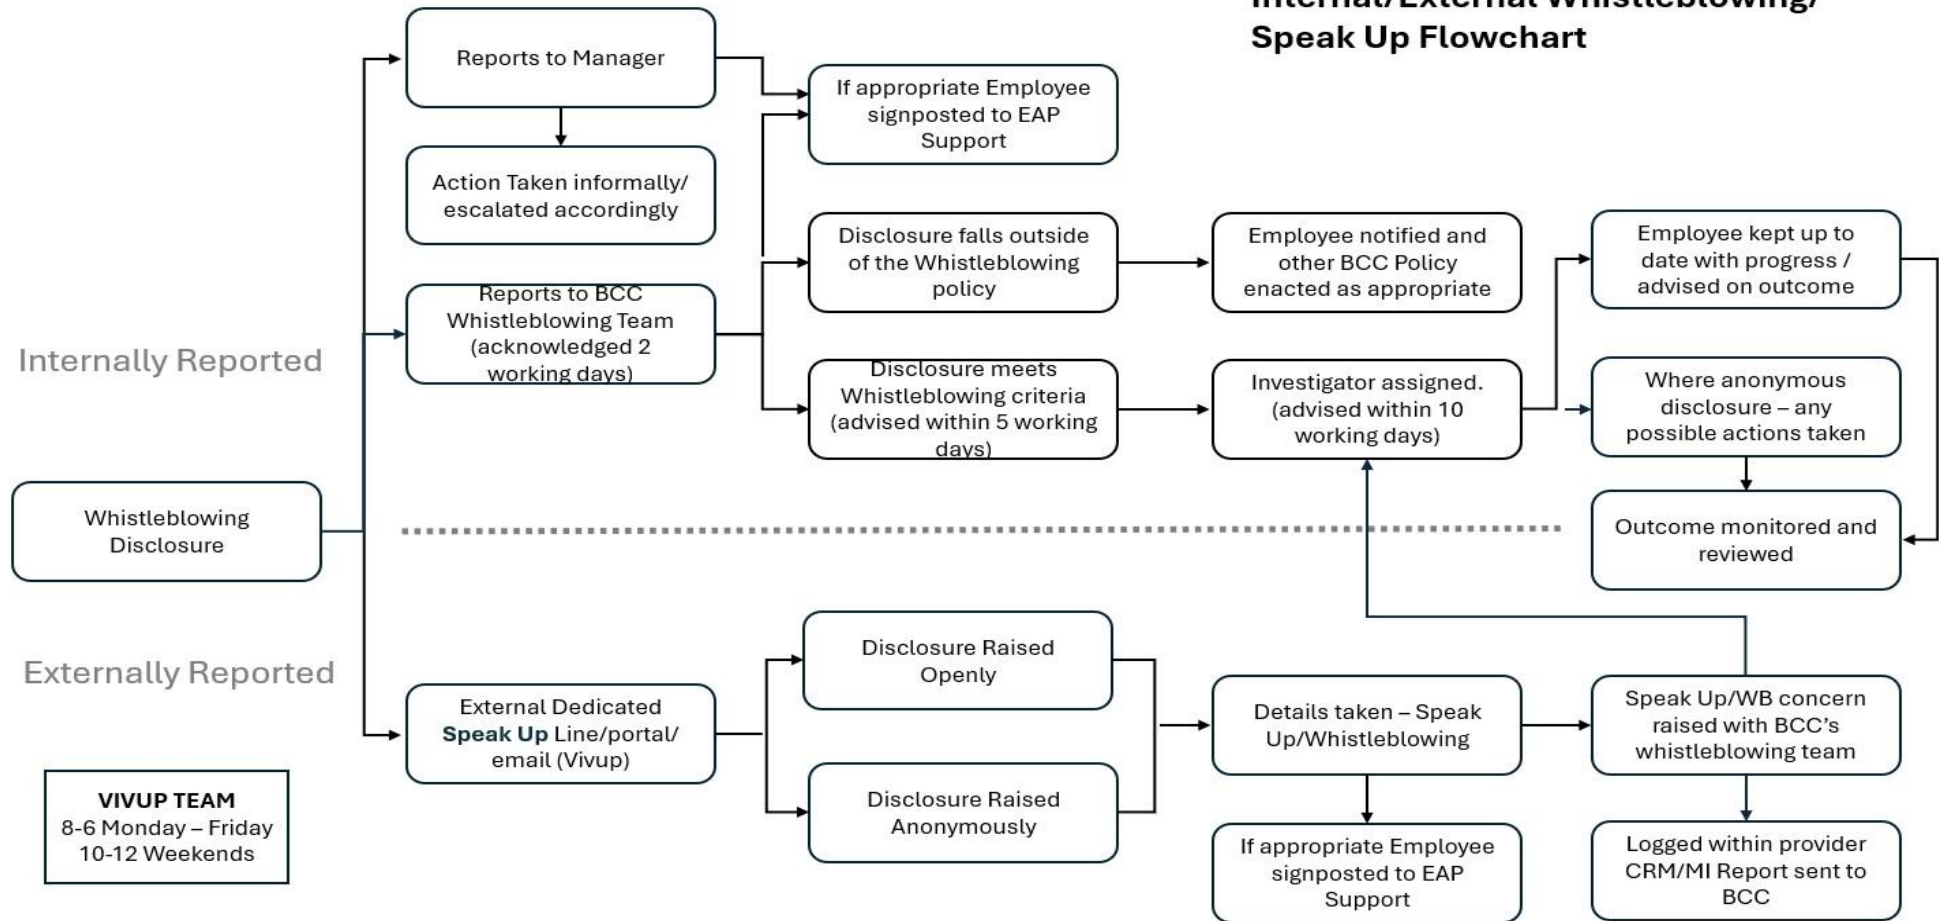 Internal/External Whistleblowing/
Speak Up Flowchart
Reports to Manager
If appropriate Employee
signposted to EAP
Support
Action Taken informally/
escalated accordingly
Disclosure falls outside
of the Whistleblowing
policy
Employee notified and
other BCC Policy
enacted as appropriate
Employee kept up to
date with progress /
advised on outcome
Reports to BCC
Whistleblowing Team
(acknowledged 2
working days)
Internally Reported
Disclosure meets
Whistleblowing criteria
(advised within 5 working
days)
Investigator assigned.
(advised within 10
working days)
Where anonymous
disclosure – any
possible actions taken
Whistleblowing
Disclosure
Outcome monitored and
reviewed
Externally Reported
Disclosure Raised
Openly
External Dedicated
Speak Up Line/portal/
email (Vivup)
Details taken – Speak
Up/Whistleblowing
Speak Up/WB concern
raised with BCC's
whistleblowing team
Disclosure Raised
Anonymously
VIVUP TEAM
8-6 Monday – Friday
10-12 Weekends
If appropriate Employee
signposted to EAP
Support
Logged within provider
CRM/MI Report sent to
BCC